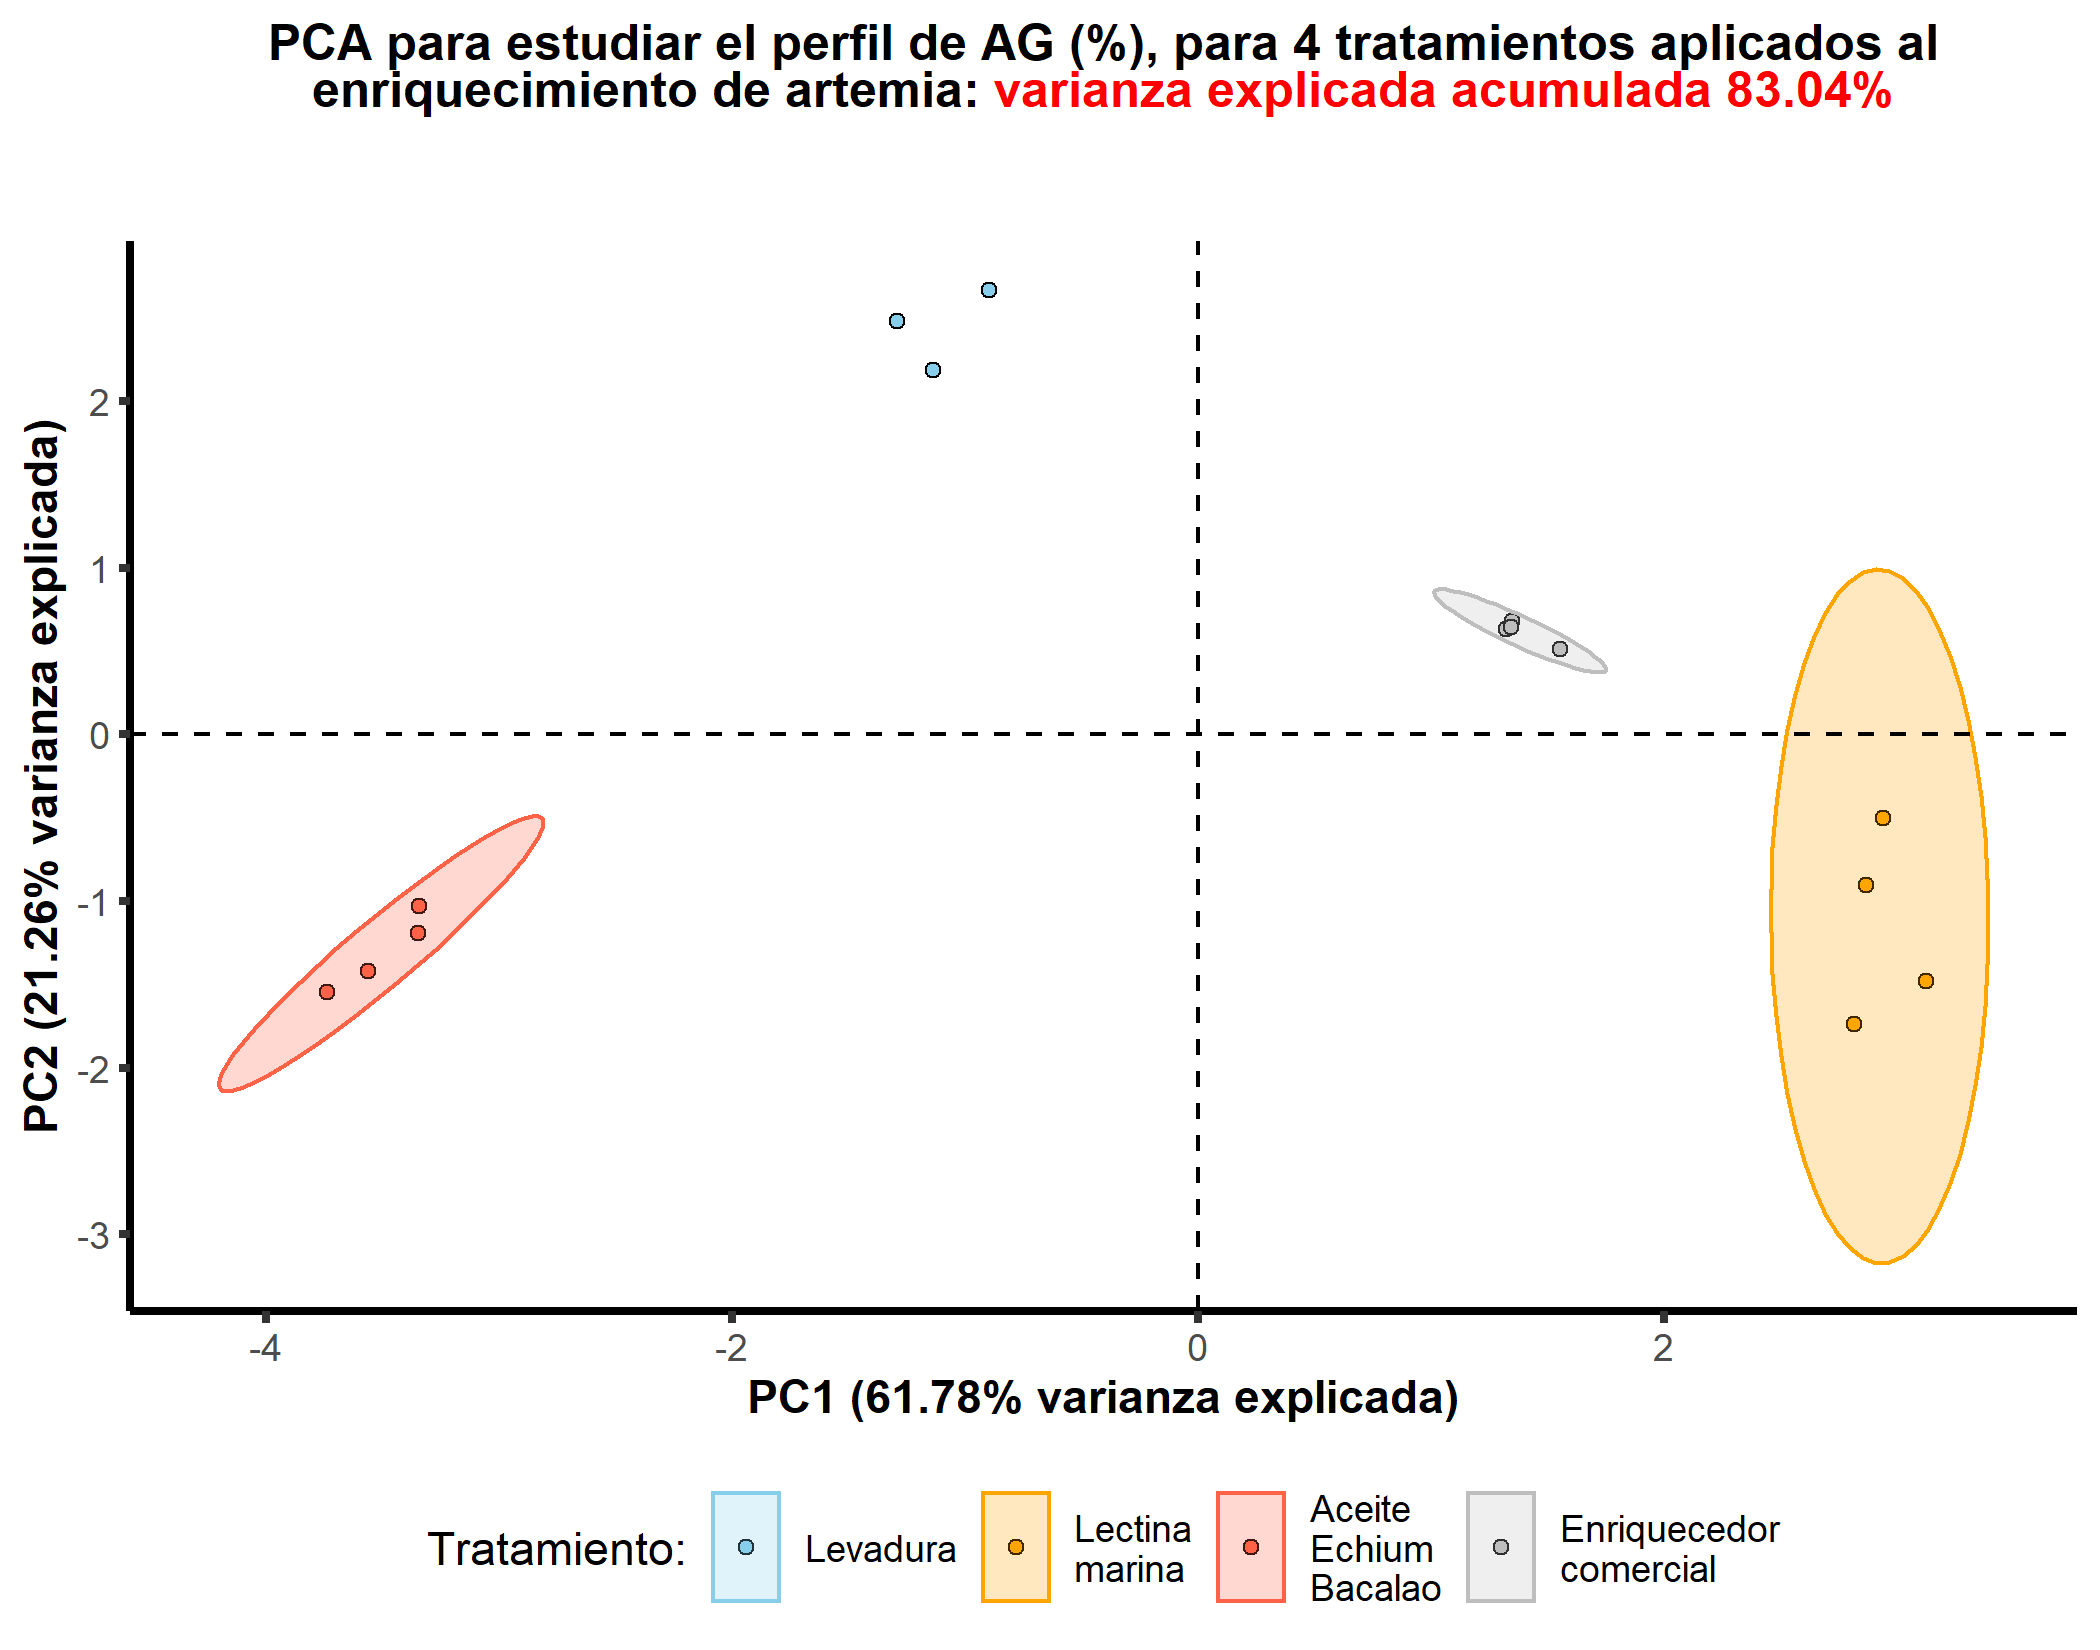 PCA para estudiar el perfil de AG (%), para 4 tratamientos aplicados al
enriquecimiento de artemia: varianza explicada acumulada 83.04%
PC2 (21.26% varianza explicada)
2
1
0
-1
-2
-3
-4
-2
0
2
PC1 (61.78% varianza explicada)
Tratamiento:
Levadura
Lectina
marina
Aceite
Echium
Bacalao
Enriquecedor
comercial